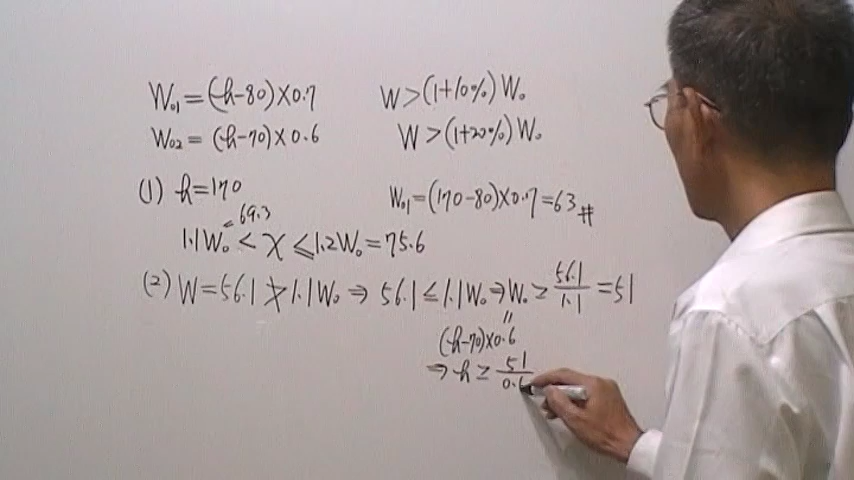 W₀₁=(h-80)×0.7 W>(1+10%)W₀
W₀₂=(h-70)×0.6 W>(1+20%)W₀
(1) h=170 W₀₁=(170-80)×0.7=63#
=69.3
1.1W₀<x≤1.2W₀=75.6
(2) W=56.1≯1.1W₀⇒56.1≤1.1W₀⇒W₀≥56.1/1.1=51
〃
(h-70)×0.6
⇒h≥51/0.6